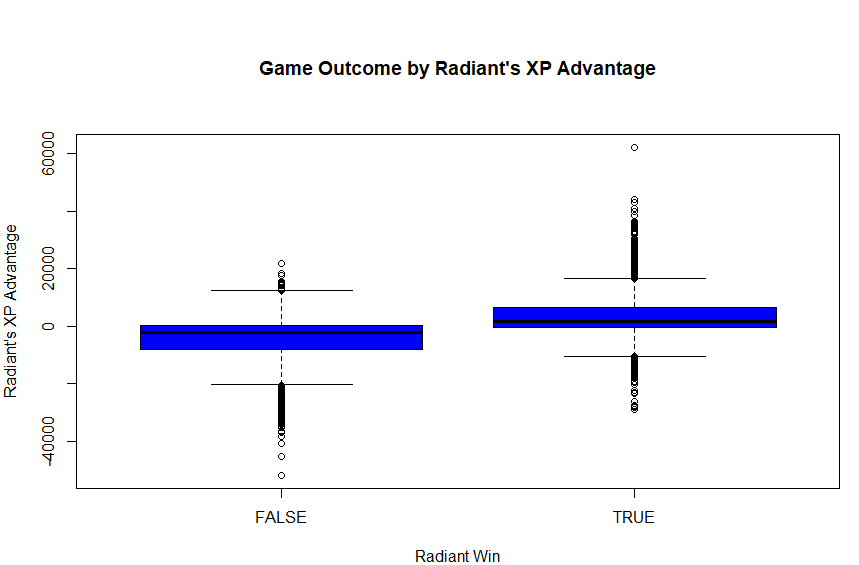 Game Outcome by Radiant's XP Advantage
Radiant's XP Advantage
60000
20000
0
-40000
FALSE
TRUE
Radiant Win